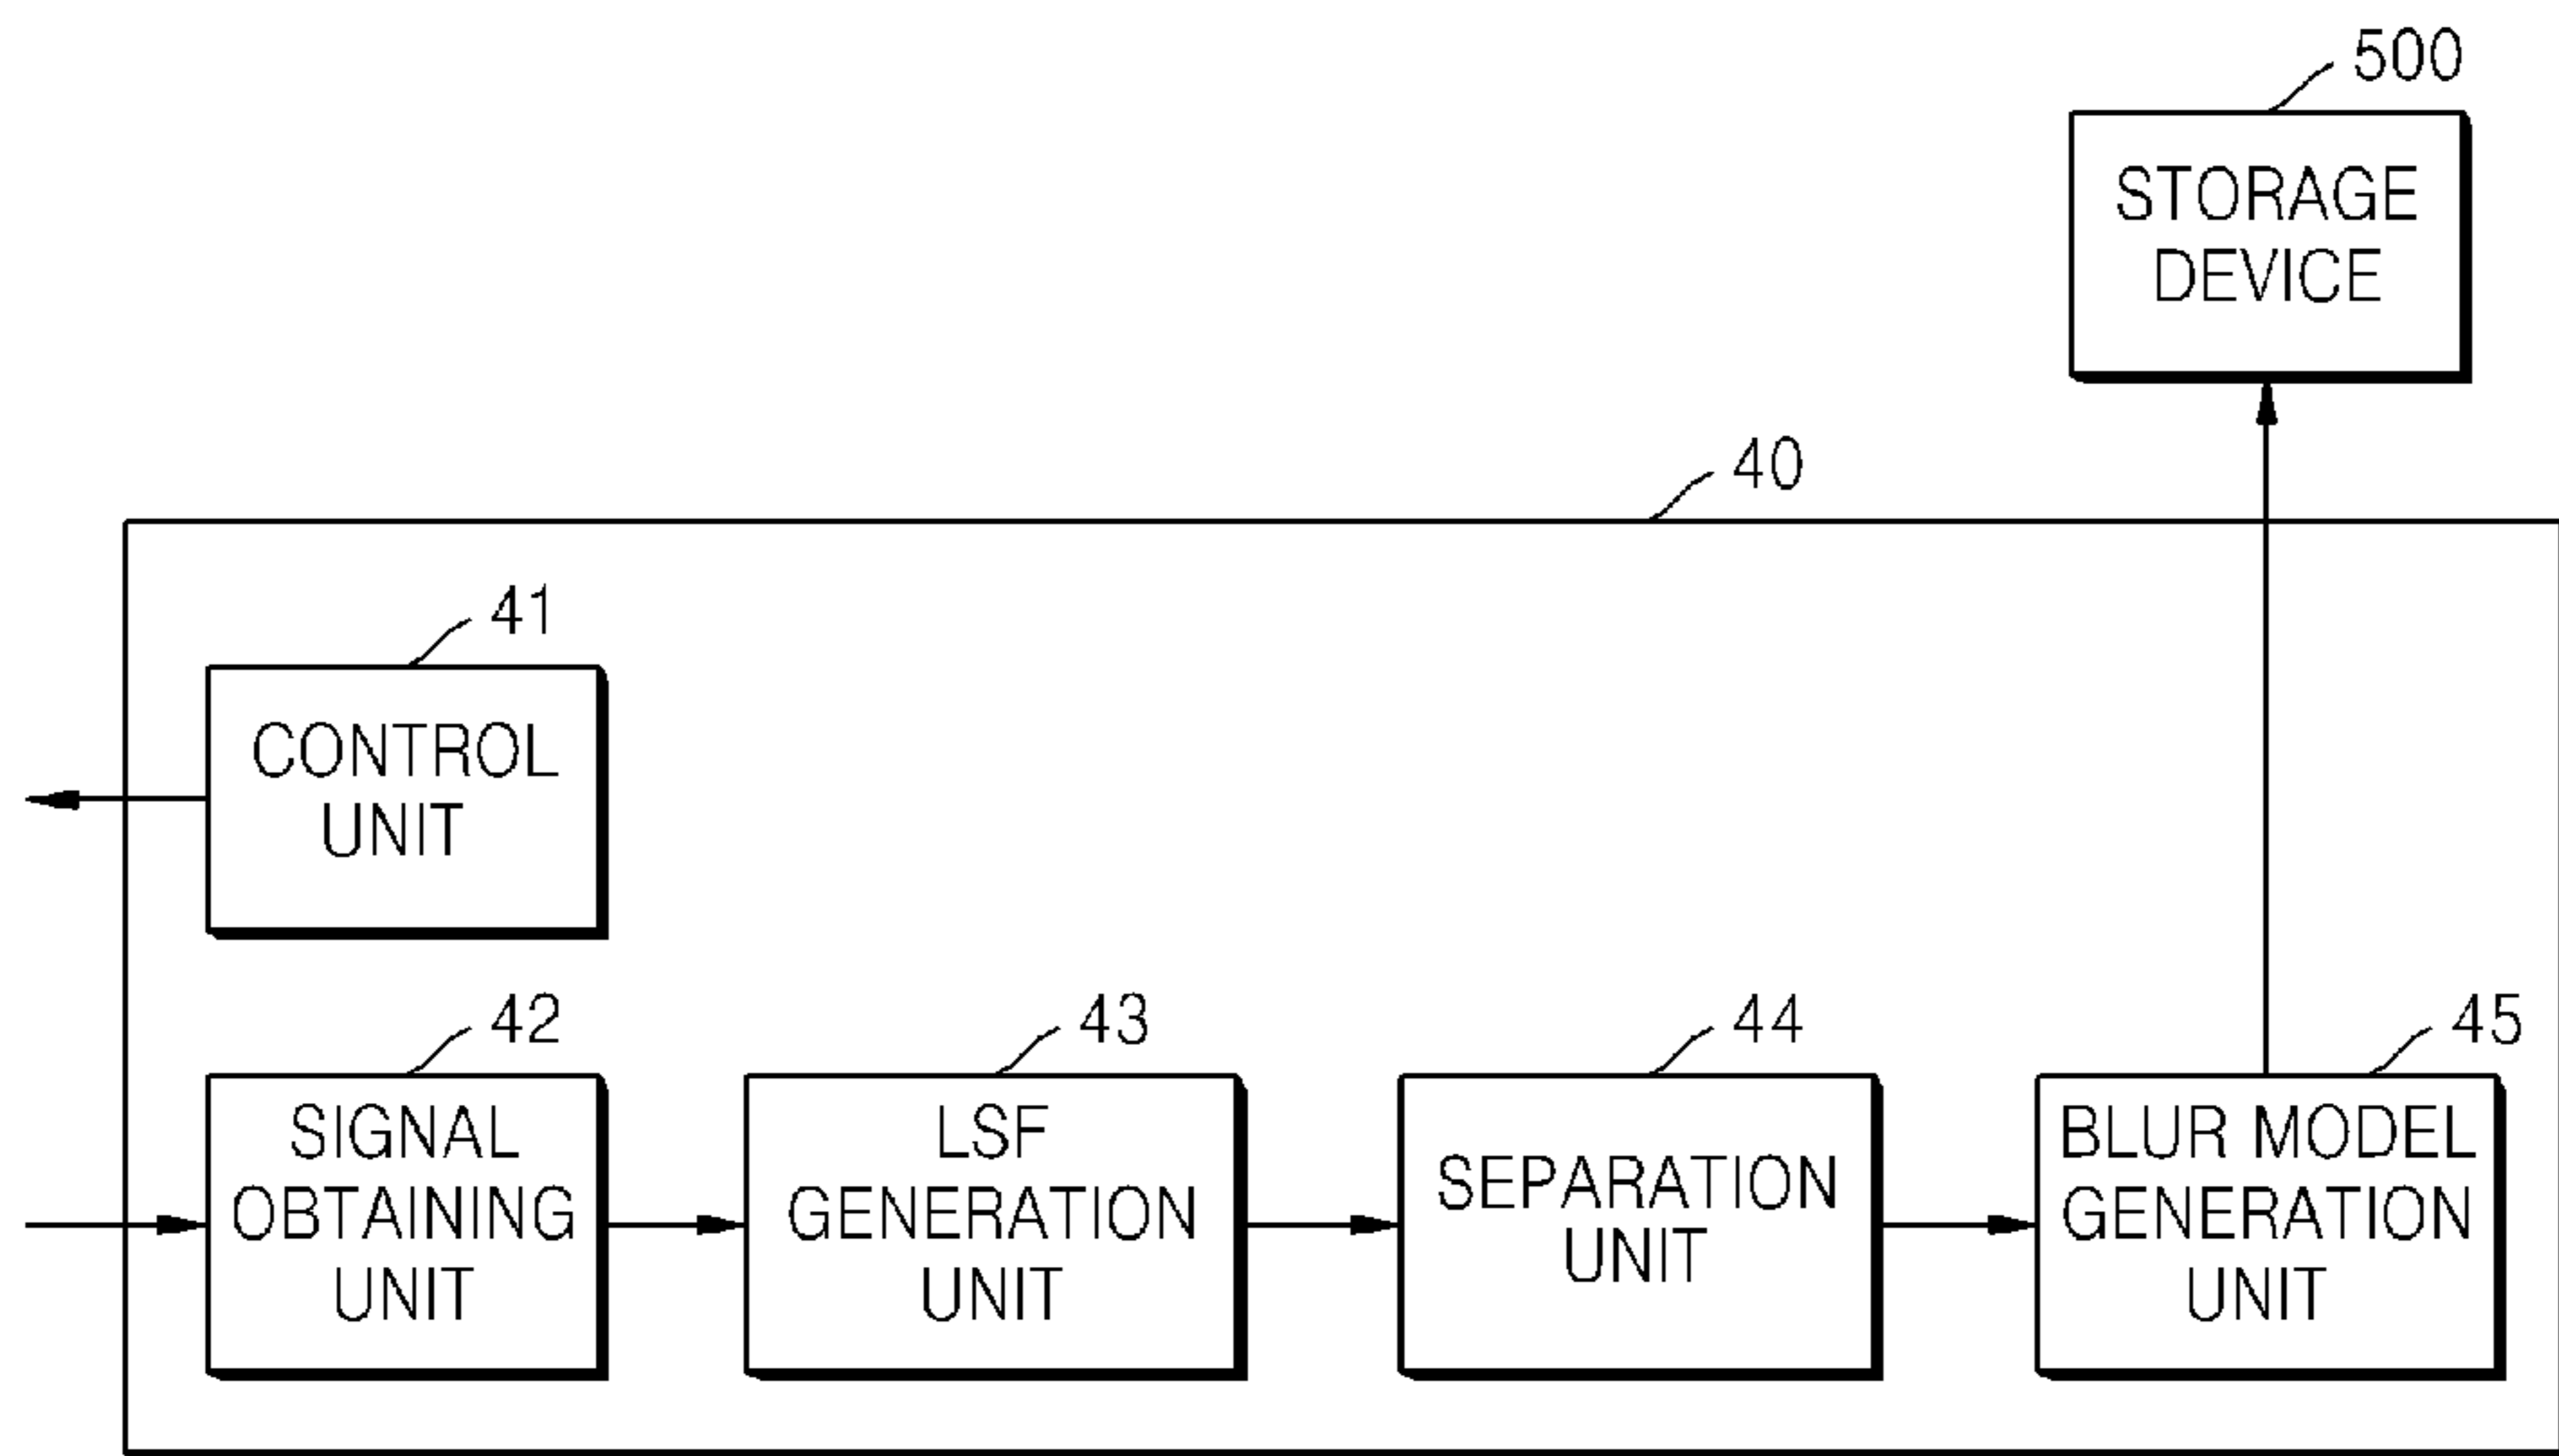 500
STORAGE
DEVICE
40
41
CONTROL
UNIT
42
SIGNAL
OBTAINING
UNIT
43
LSF
GENERATION
UNIT
44
SEPARATION
UNIT
45
BLUR MODEL
GENERATION
UNIT